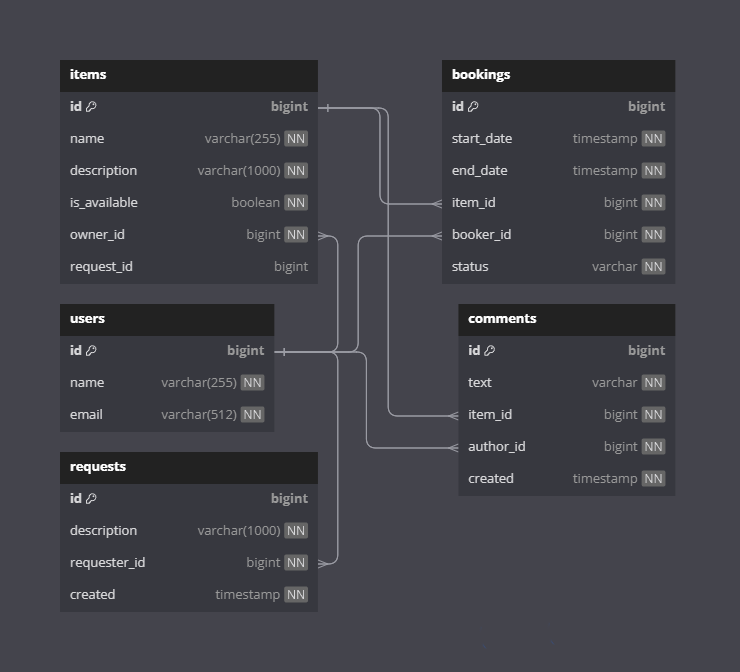 items
id bigint
name varchar(255) NN
description varchar(1000) NN
is_available boolean NN
owner_id bigint NN
request_id bigint
users
id bigint
name varchar(255) NN
email varchar(512) NN
requests
id bigint
description varchar(1000) NN
requester_id bigint NN
created timestamp NN
bookings
id bigint
start_date timestamp NN
end_date timestamp NN
item_id bigint NN
booker_id bigint NN
status varchar NN
comments
id bigint
text varchar NN
item_id bigint NN
author_id bigint NN
created timestamp NN